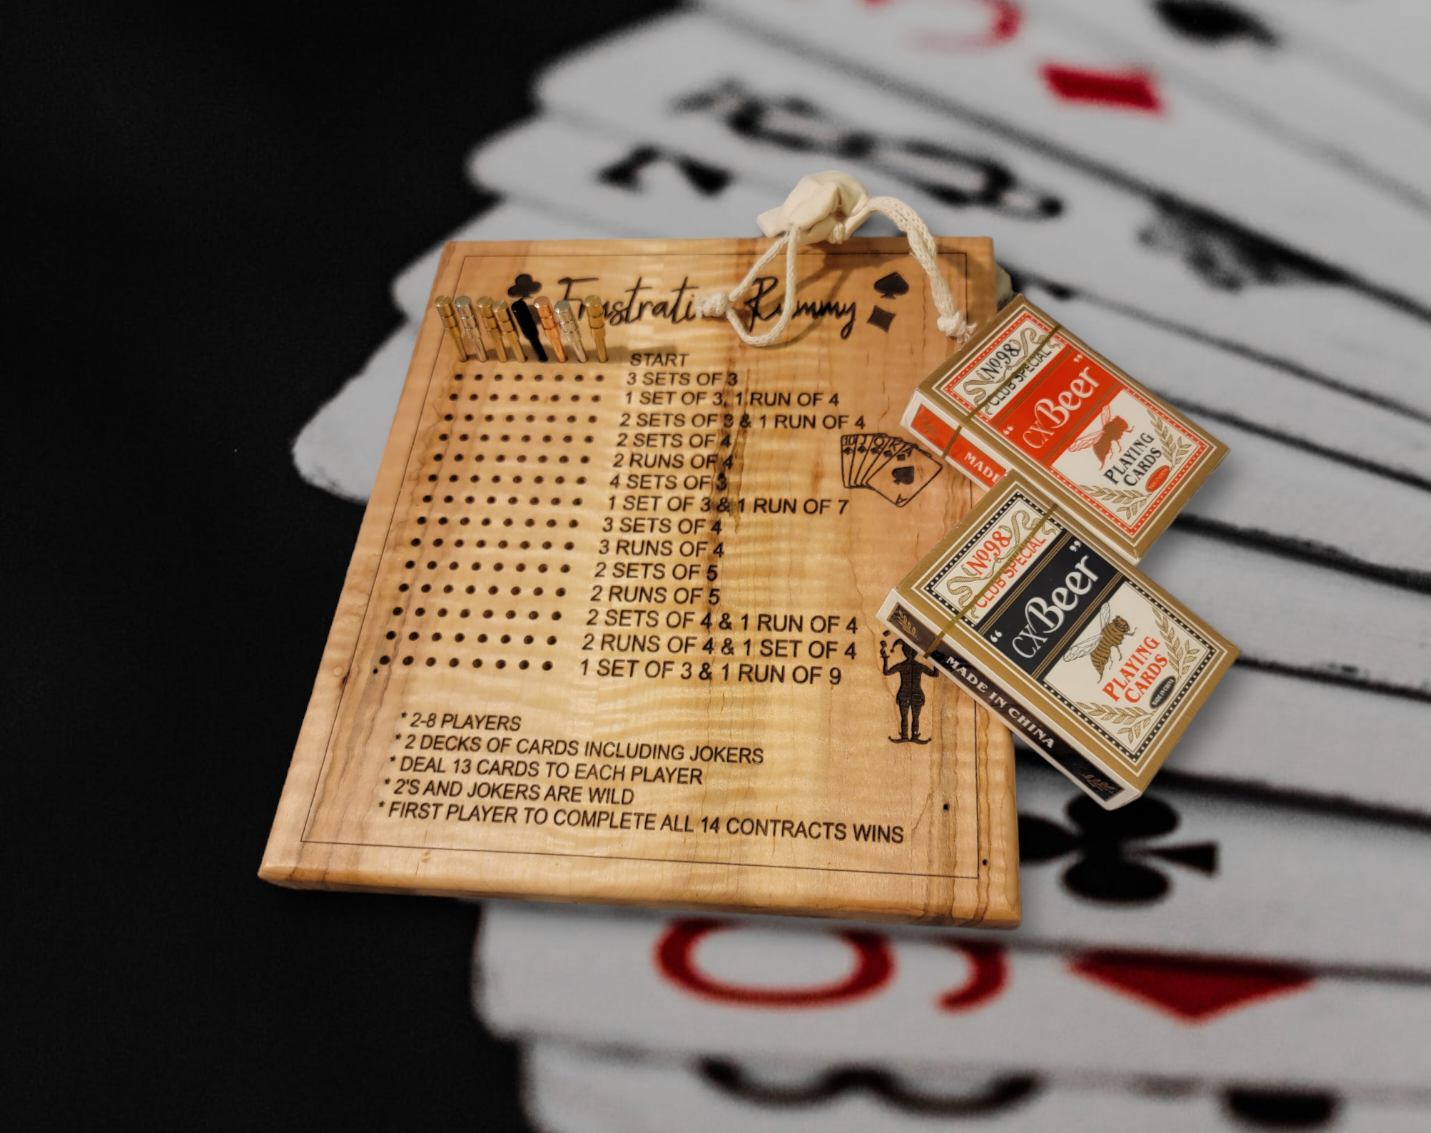 Frustrati Rummy
START
3 SETS OF 3
1 SET OF 3, 1 RUN OF 4
2 SETS OF 3 & 1 RUN OF 4
2 SETS OF 4
2 RUNS OF 4
4 SETS OF 3
1 SET OF 3 & 1 RUN OF 7
3 SETS OF 4
3 RUNS OF 4
2 SETS OF 5
2 RUNS OF 5
2 SETS OF 4 & 1 RUN OF 4
2 RUNS OF 4 & 1 SET OF 4
1 SET OF 3 & 1 RUN OF 9
* 2-8 PLAYERS
* 2 DECKS OF CARDS INCLUDING JOKERS
* DEAL 13 CARDS TO EACH PLAYER
* 2'S AND JOKERS ARE WILD
* FIRST PLAYER TO COMPLETE ALL 14 CONTRACTS WINS
No98
CLUB SPECIAL
"CX Beer"
PLAYING
CARDS
MADE
No98
CLUB SPECIAL
"CX Beer"
PLAYING
CARDS
MADE IN CHINA